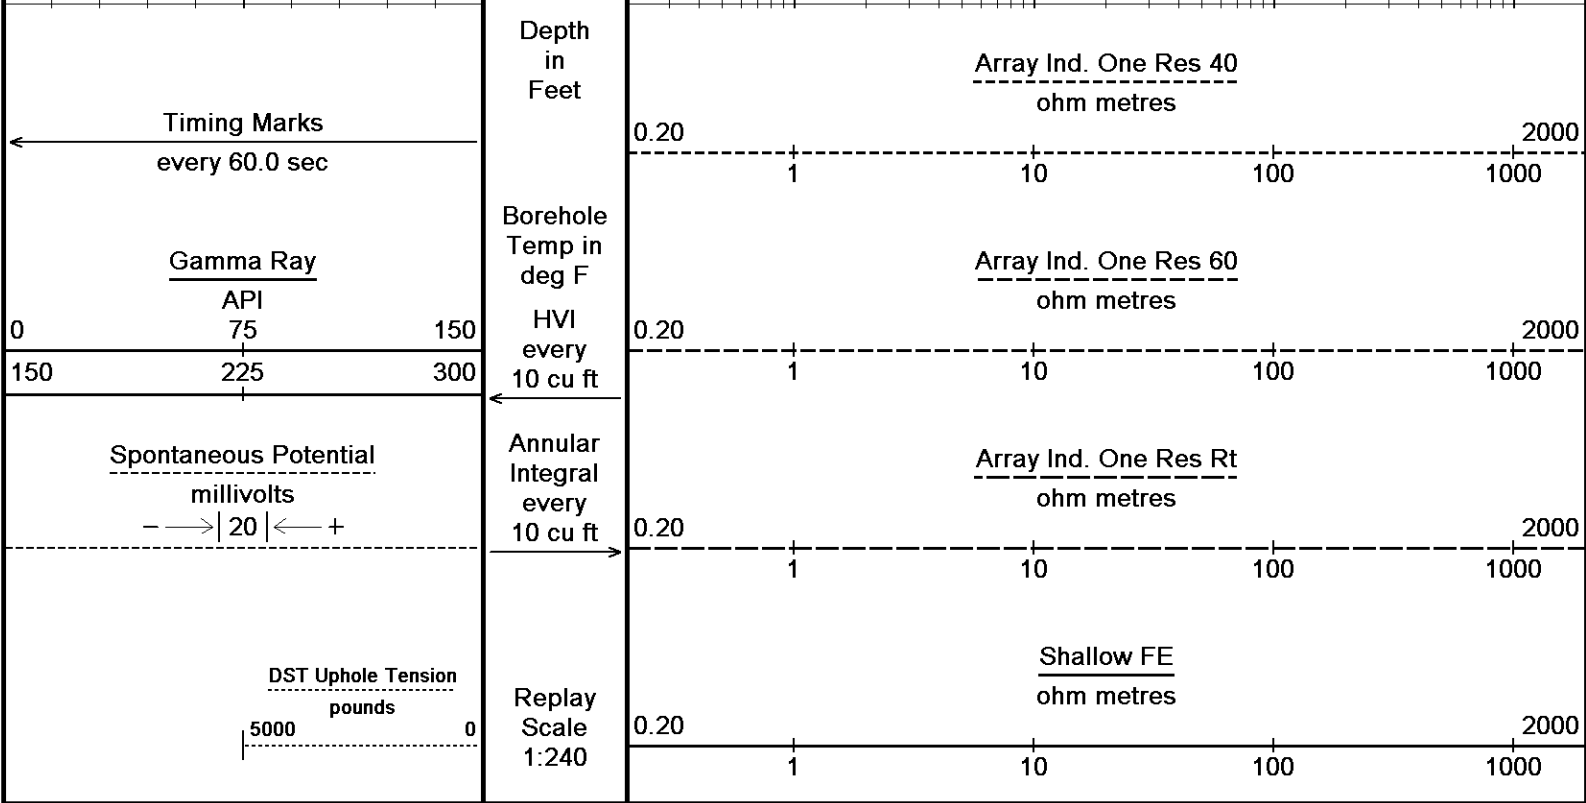 Timing Marks
every 60.0 sec
Gamma Ray
API
0 75 150
150 225 300
Spontaneous Potential
millivolts
− 20 +
DST Uphole Tension
pounds
5000 0
Depth
in
Feet
Borehole
Temp in
deg F
HVI
every
10 cu ft
Annular
Integral
every
10 cu ft
Replay
Scale
1:240
Array Ind. One Res 40
ohm metres
0.20 2000
1 10 100 1000
Array Ind. One Res 60
ohm metres
0.20 2000
1 10 100 1000
Array Ind. One Res Rt
ohm metres
0.20 2000
1 10 100 1000
Shallow FE
ohm metres
0.20 2000
1 10 100 1000